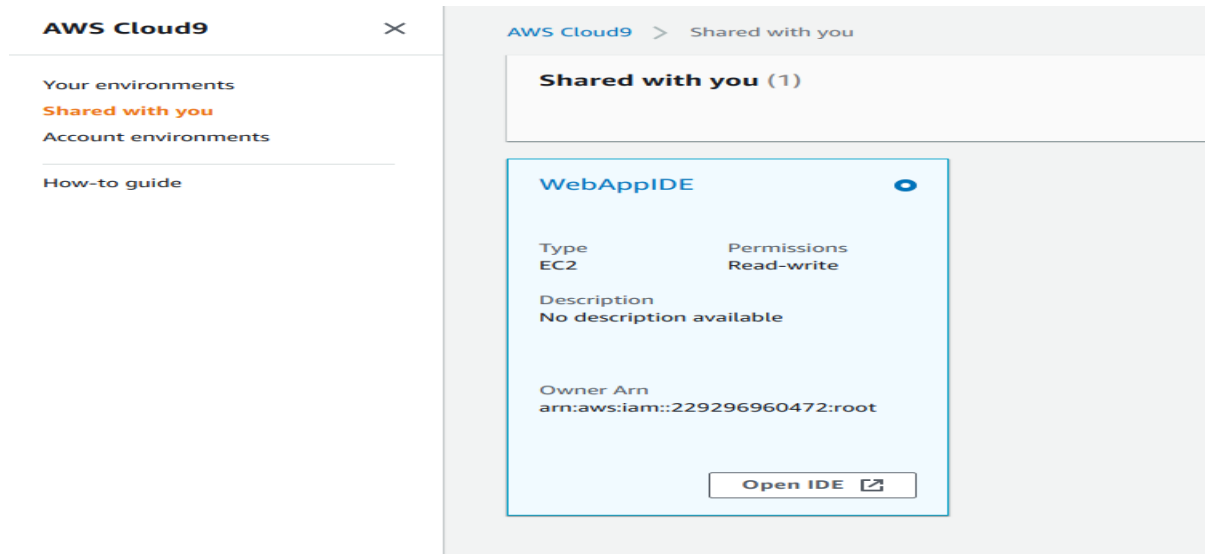 AWS Cloud9
Your environments
Shared with you
Account environments
How-to guide
AWS Cloud9 > Shared with you
Shared with you (1)
WebAppIDE
Type Permissions
EC2 Read-write
Description
No description available
Owner Arn
arn:aws:iam::229296960472:root
Open IDE